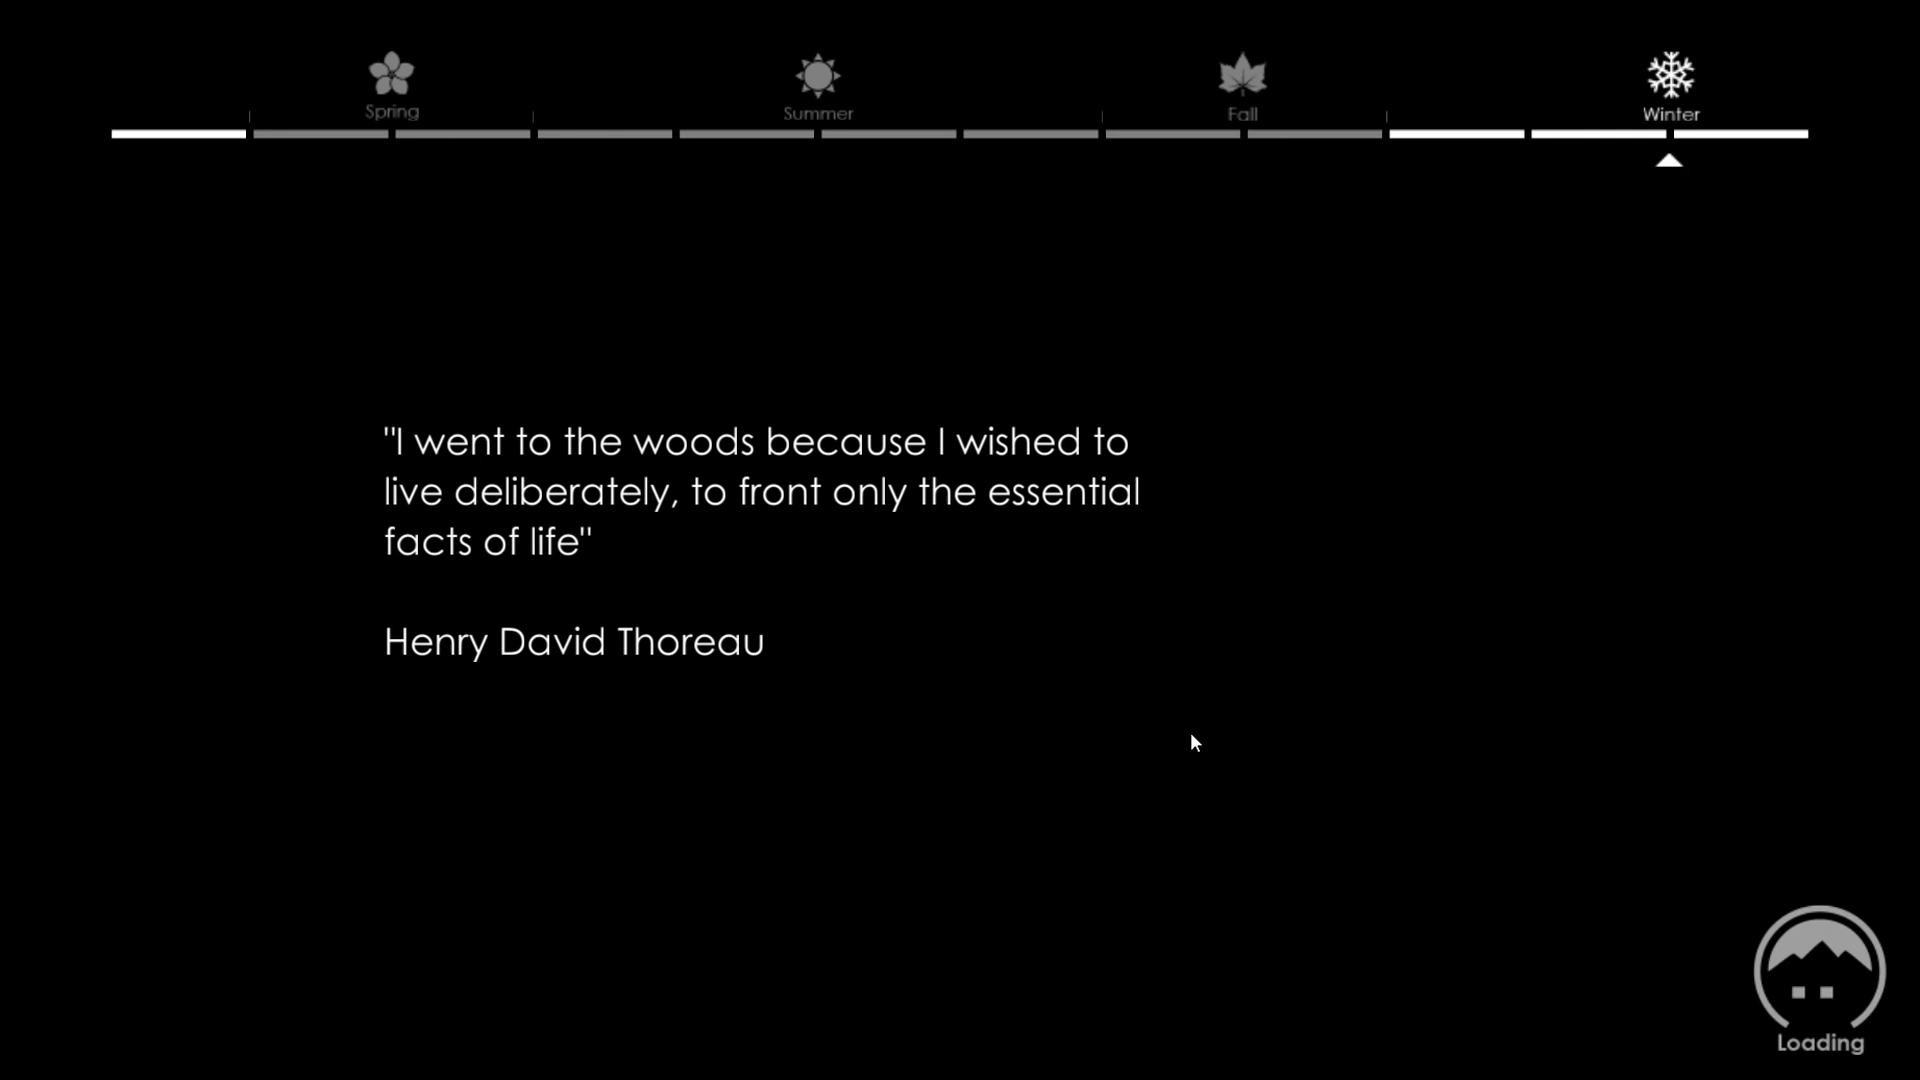 Spring
Summer
Fall
Winter
"I went to the woods because I wished to
live deliberately, to front only the essential
facts of life"
Henry David Thoreau
Loading